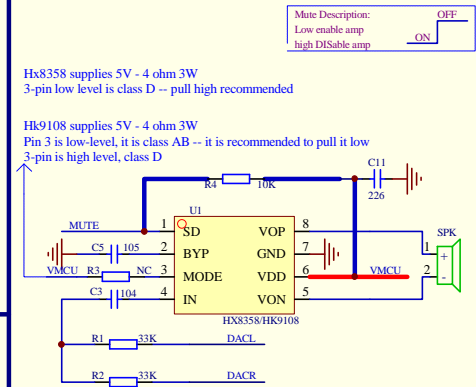 Mute Description:
Low enable amp
high DISable amp
OFF
ON
Hx8358 supplies 5V - 4 ohm 3W
3-pin low level is class D -- pull high recommended
Hk9108 supplies 5V - 4 ohm 3W
Pin 3 is low-level, it is class AB -- it is recommended to pull it low
3-pin is high level, class D
R4 10K
C11
226
U1
MUTE 1 SD VOP 8
C5 105 2 BYP GND 7
VMCU R3 NC 3 MODE VDD 6 VMCU
C3 104 4 IN VON 5
SPK
1 +
2 -
HX8358/HK9108
R1 33K DACL
R2 33K DACR